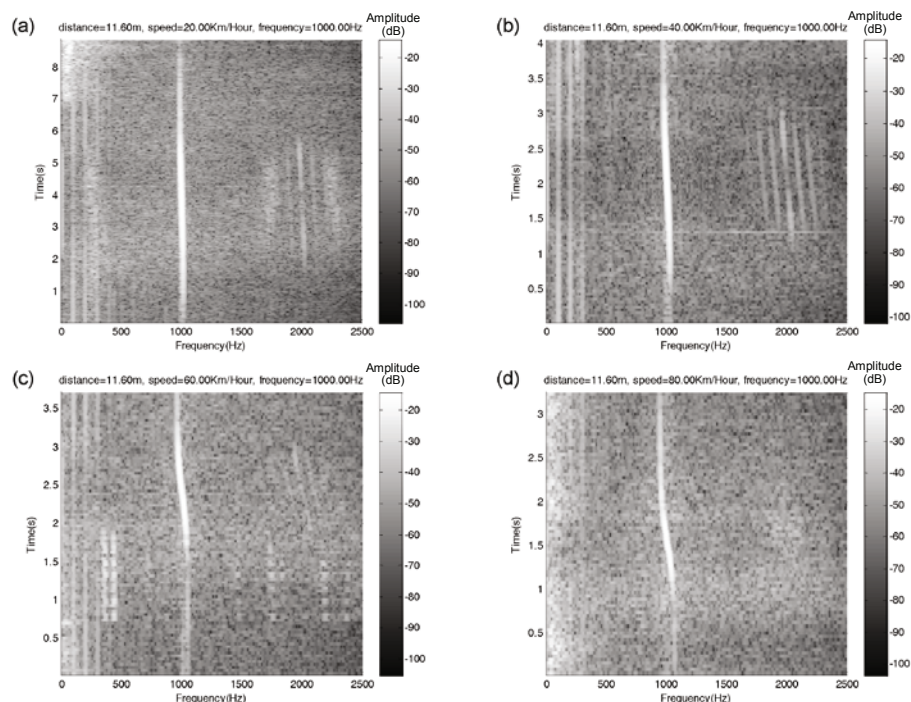 (a)
distance=11.60m, speed=20.00Km/Hour, frequency=1000.00Hz
Amplitude
(dB)
8
7
6
5
4
3
2
1
Time(s)
0 500 1000 1500 2000 2500
Frequency(Hz)
-20
-30
-40
-50
-60
-70
-80
-90
-100
(b)
distance=11.60m, speed=40.00Km/Hour, frequency=1000.00Hz
Amplitude
(dB)
4
3.5
3
2.5
2
1.5
1
0.5
Time(s)
0 500 1000 1500 2000 2500
Frequency(Hz)
-20
-30
-40
-50
-60
-70
-80
-90
-100
(c)
distance=11.60m, speed=60.00Km/Hour, frequency=1000.00Hz
Amplitude
(dB)
3.5
3
2.5
2
1.5
1
0.5
Time(s)
0 500 1000 1500 2000 2500
Frequency(Hz)
-20
-30
-40
-50
-60
-70
-80
-90
-100
(d)
distance=11.60m, speed=80.00Km/Hour, frequency=1000.00Hz
Amplitude
(dB)
3
2.5
2
1.5
1
0.5
Time(s)
0 500 1000 1500 2000 2500
Frequency(Hz)
-20
-30
-40
-50
-60
-70
-80
-90
-100